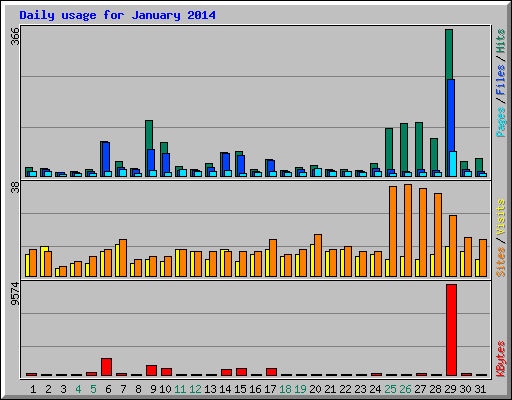 Daily usage for January 2014
366
Pages / Files / Hits
38
Sites / Visits
9574
KBytes
1 2 3 4 5 6 7 8 9 10 11 12 13 14 15 16 17 18 19 20 21 22 23 24 25 26 27 28 29 30 31